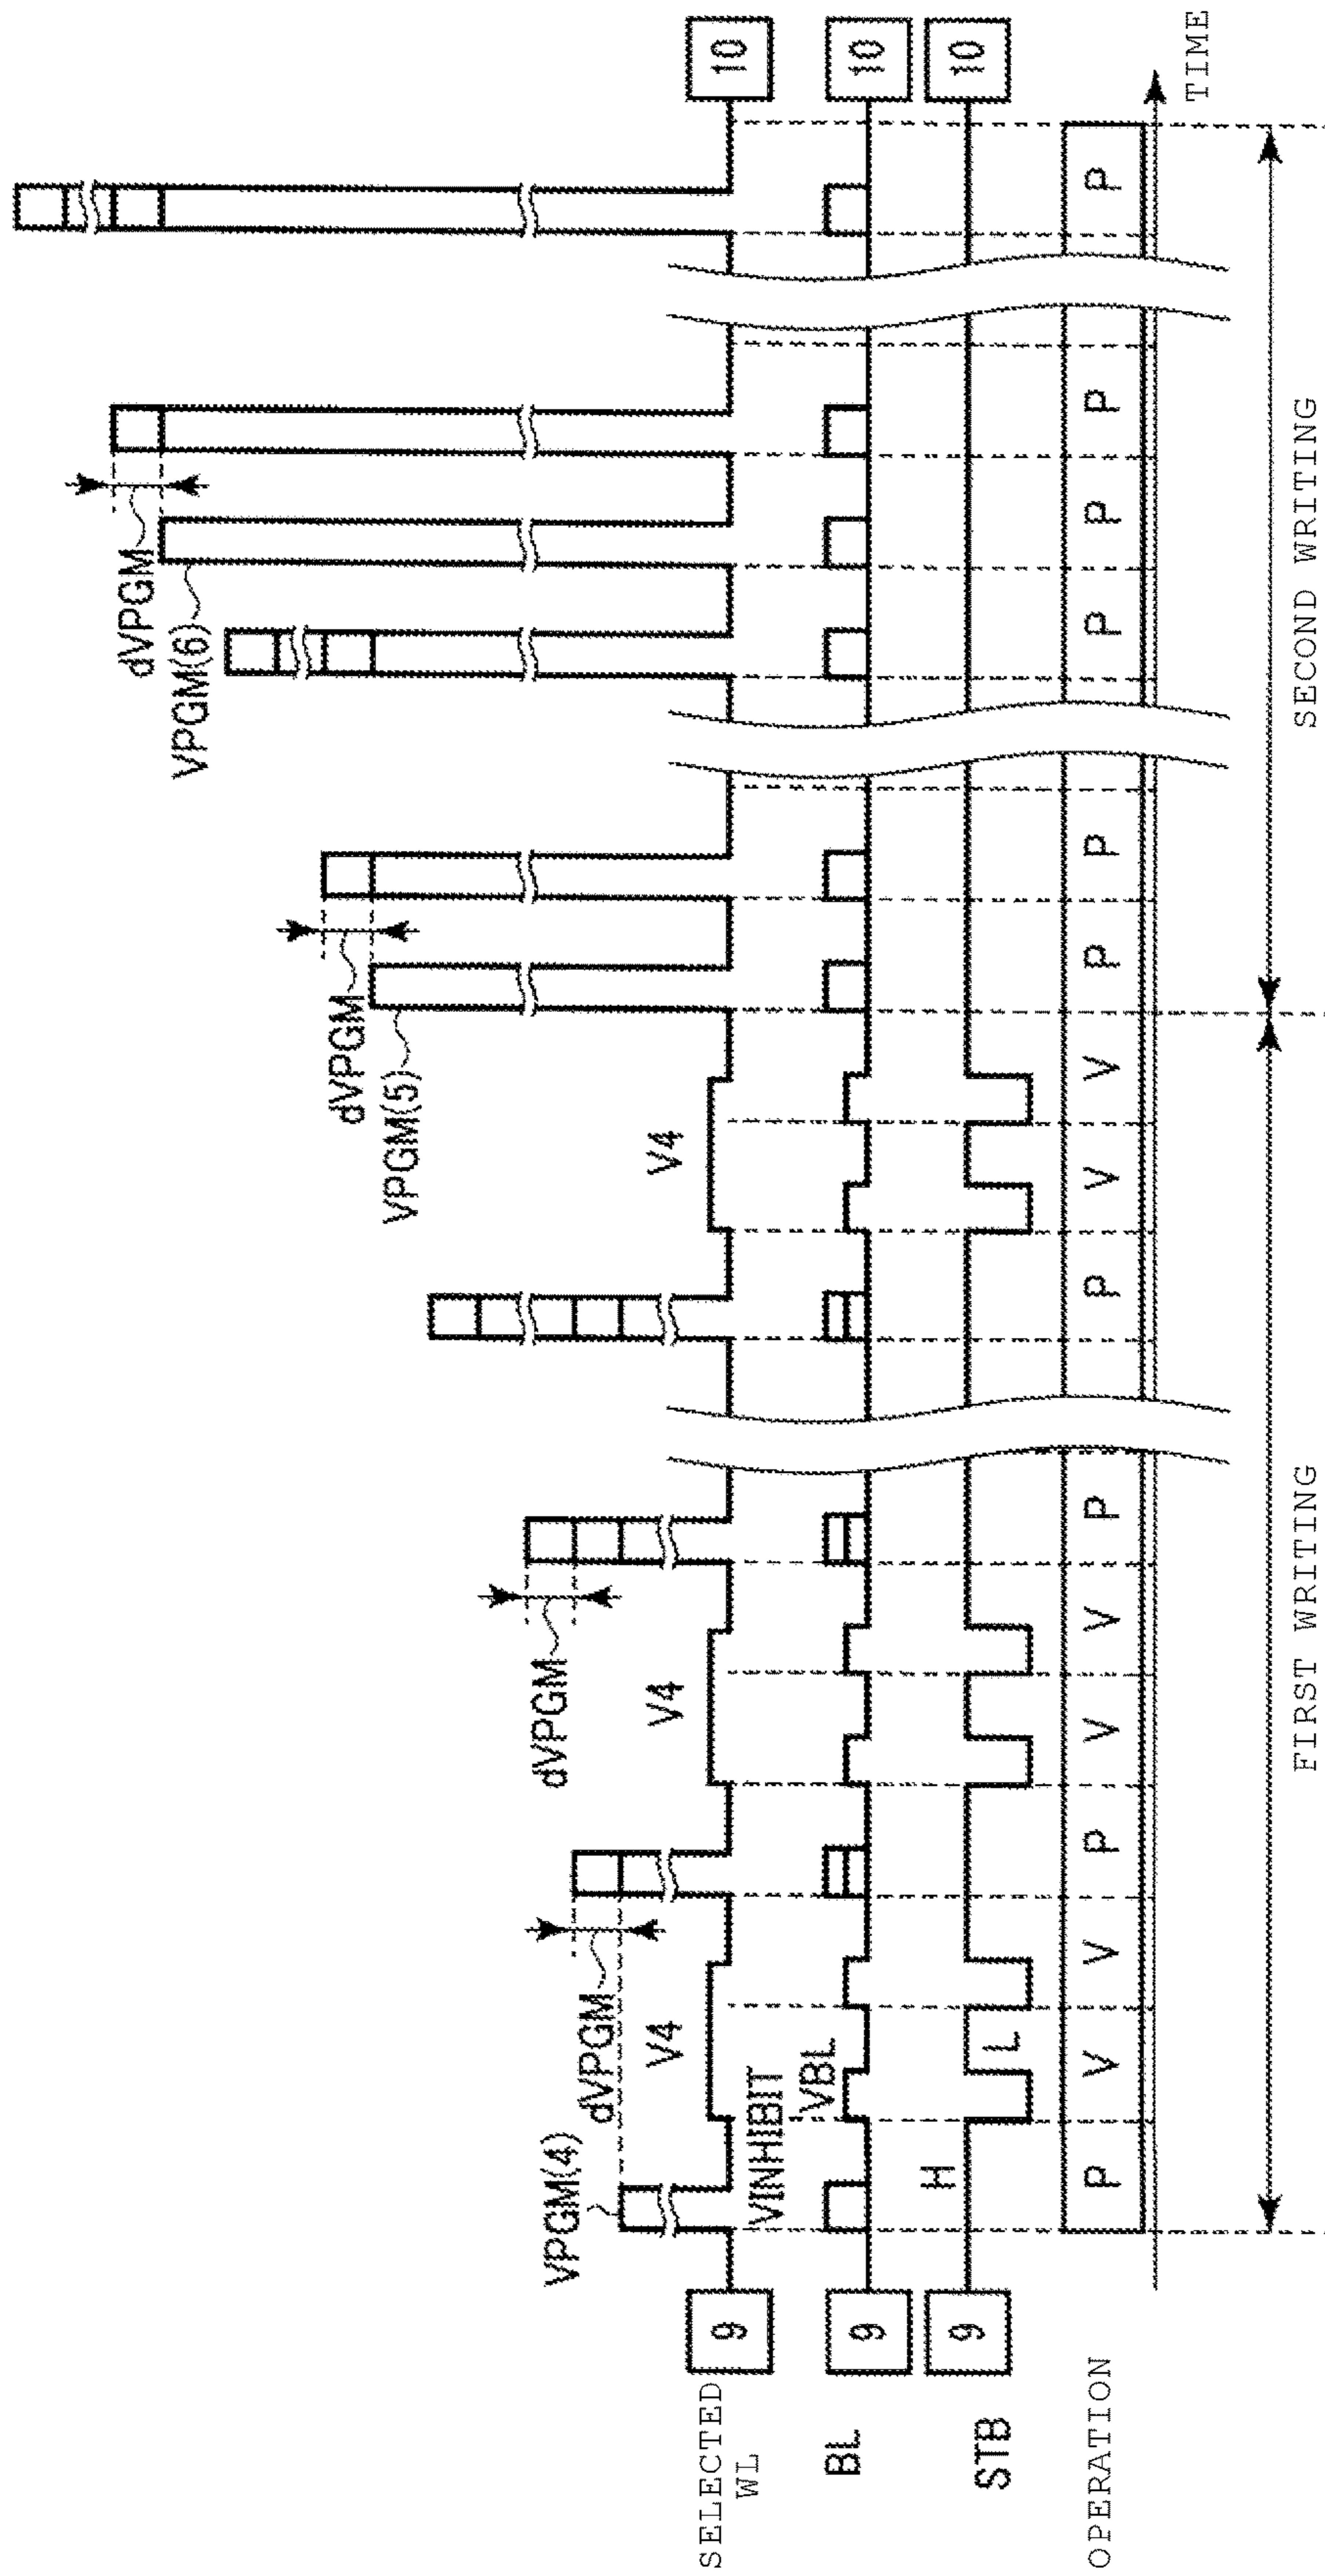 dVPGM
VPGM(6)
dVPGM
VPGM(5)
dVPGM
VPGM(4)
dVPGM
V4 V4 V4
SELECTED
WL
9 10
VINHIBIT
VBL
BL 9 10
H
STB 9 L 10
OPERATION P V V P V V P P V V P P P P P P
TIME
FIRST WRITING SECOND WRITING